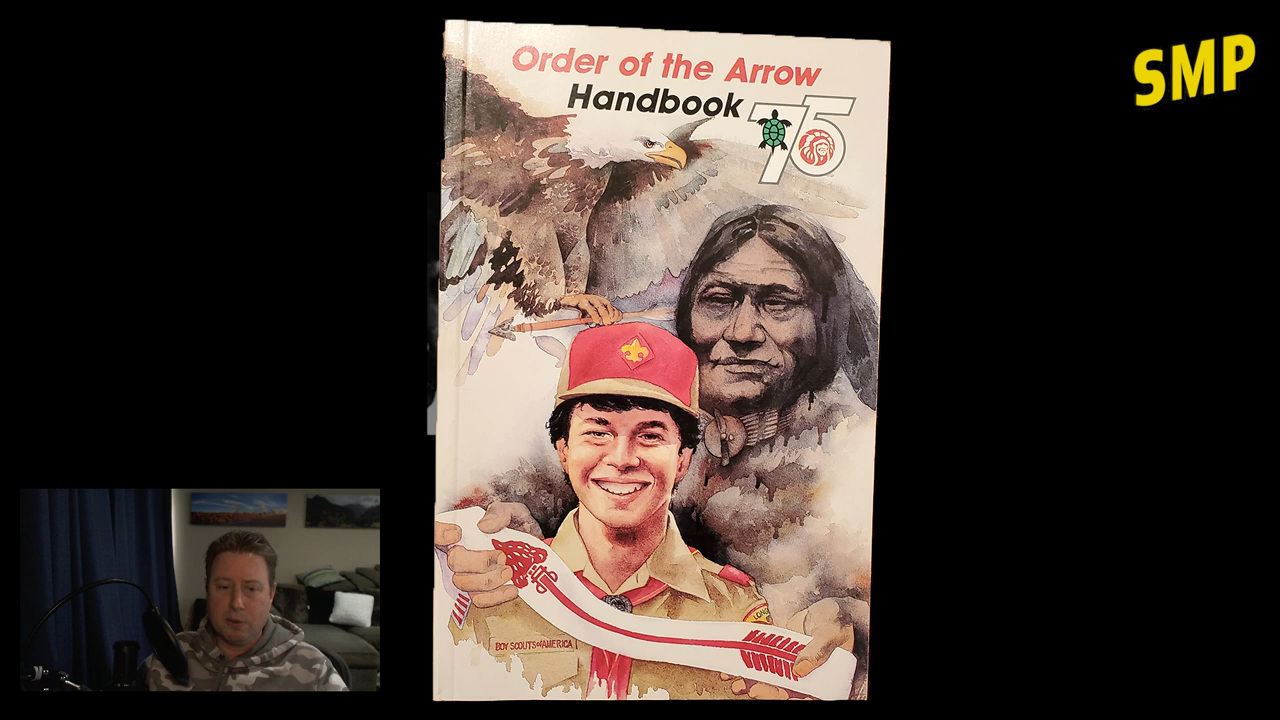 Order of the Arrow
Handbook
75
SMP
BOY SCOUTS of AMERICA